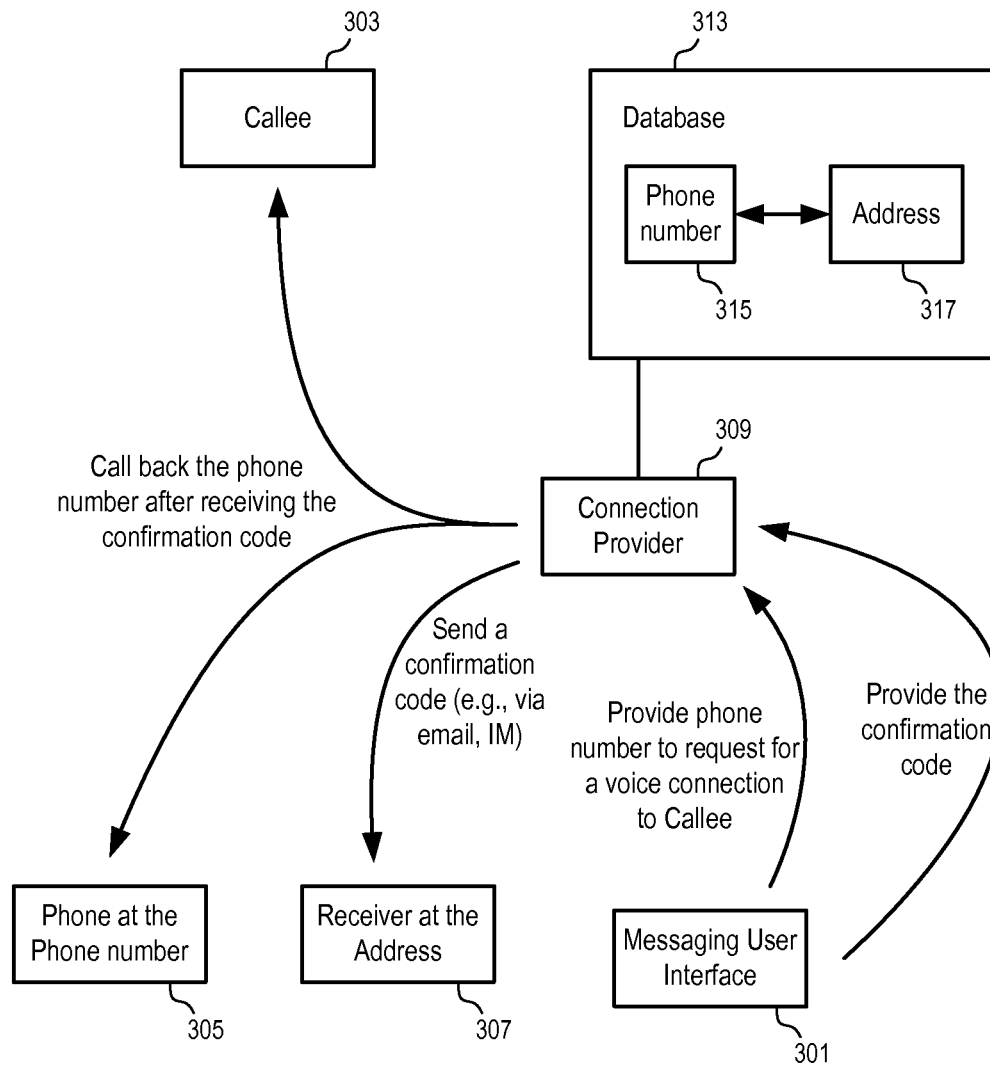 303
Callee
313
Database
Phone
number
Address
315
317
309
Connection
Provider
Call back the phone
number after receiving the
confirmation code
Send a
confirmation
code (e.g., via
email, IM)
Provide phone
number to request for
a voice connection
to Callee
Provide the
confirmation
code
Phone at the
Phone number
305
Receiver at the
Address
307
Messaging User
Interface
301